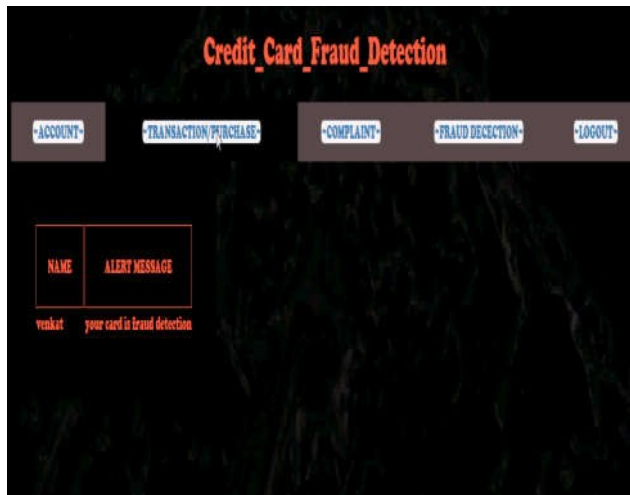 Credit_Card_Fraud_Detection
-ACCOUNT- -TRANSACTION/PURCHASE- -COMPLAINT- -FRAUD DECECTION- -LOGOUT-
NAME ALERT MESSAGE
venkat your card is fraud detection